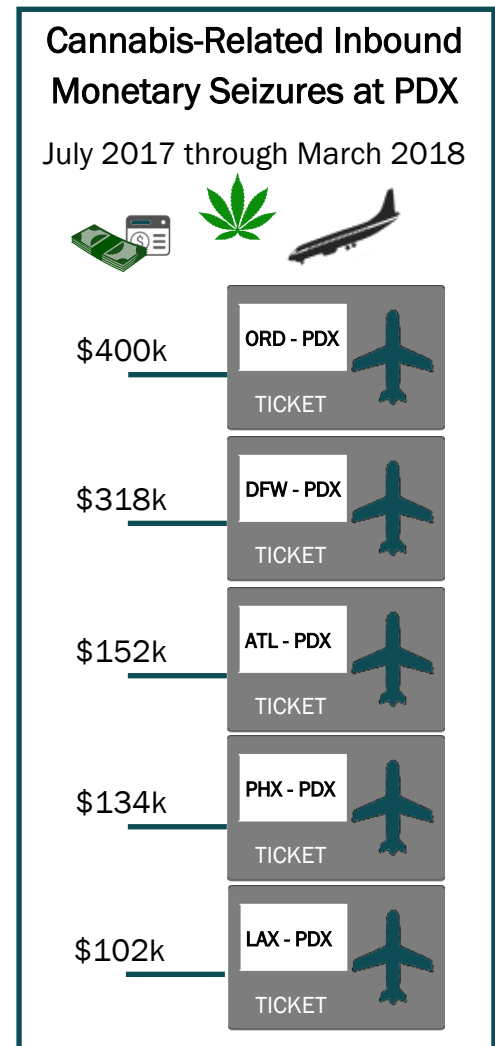 Cannabis-Related Inbound
Monetary Seizures at PDX
July 2017 through March 2018
$
$400k
ORD - PDX
TICKET
$318k
DFW - PDX
TICKET
$152k
ATL - PDX
TICKET
$134k
PHX - PDX
TICKET
$102k
LAX - PDX
TICKET